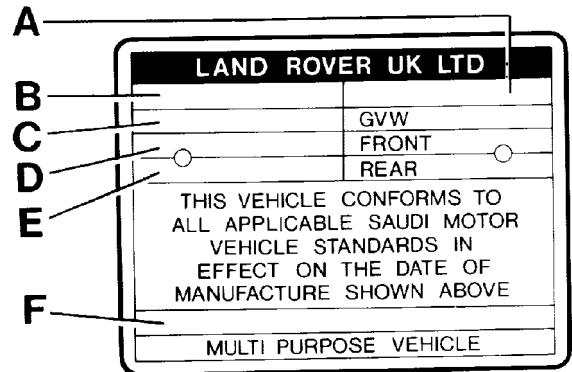 A
LAND ROVER UK LTD
B
C GVW
D FRONT
E REAR
THIS VEHICLE CONFORMS TO
ALL APPLICABLE SAUDI MOTOR
VEHICLE STANDARDS IN
EFFECT ON THE DATE OF
MANUFACTURE SHOWN ABOVE
F
MULTI PURPOSE VEHICLE